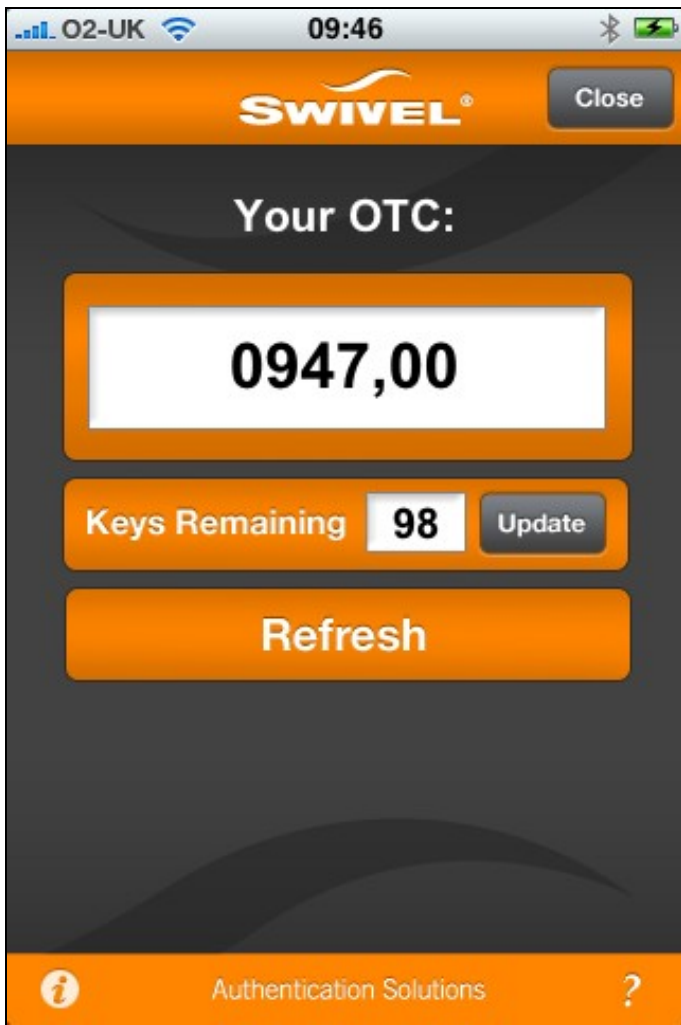 O2-UK 09:46
SWIVEL® Close
Your OTC:
0947,00
Keys Remaining 98 Update
Refresh
i Authentication Solutions ?